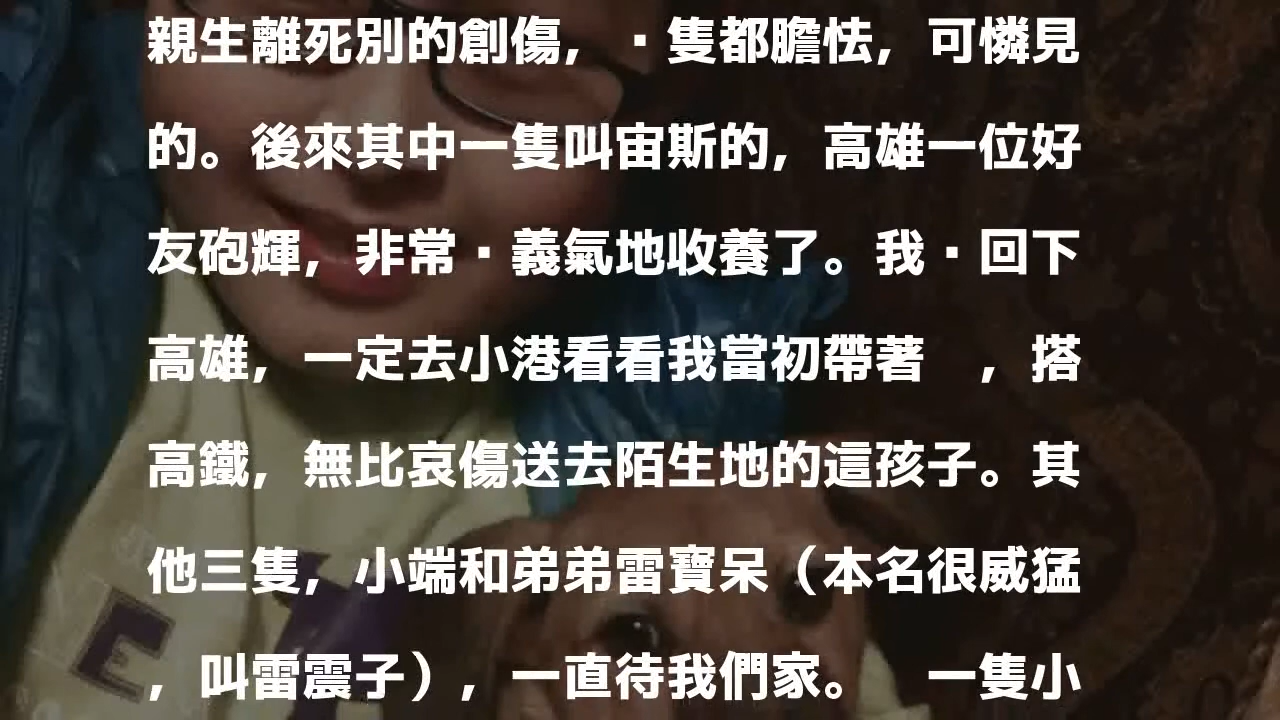 親生離死別的創傷，▪隻都膽怯，可憐見
的。後來其中一隻叫宙斯的，高雄一位好
友砲輝，非常▪義氣地收養了。我▪回下
高雄，一定去小港看看我當初帶著　，搭
高鐵，無比哀傷送去陌生地的這孩子。其
他三隻，小端和弟弟雷寶呆（本名很威猛
，叫雷震子），一直待我們家。　一隻小
E